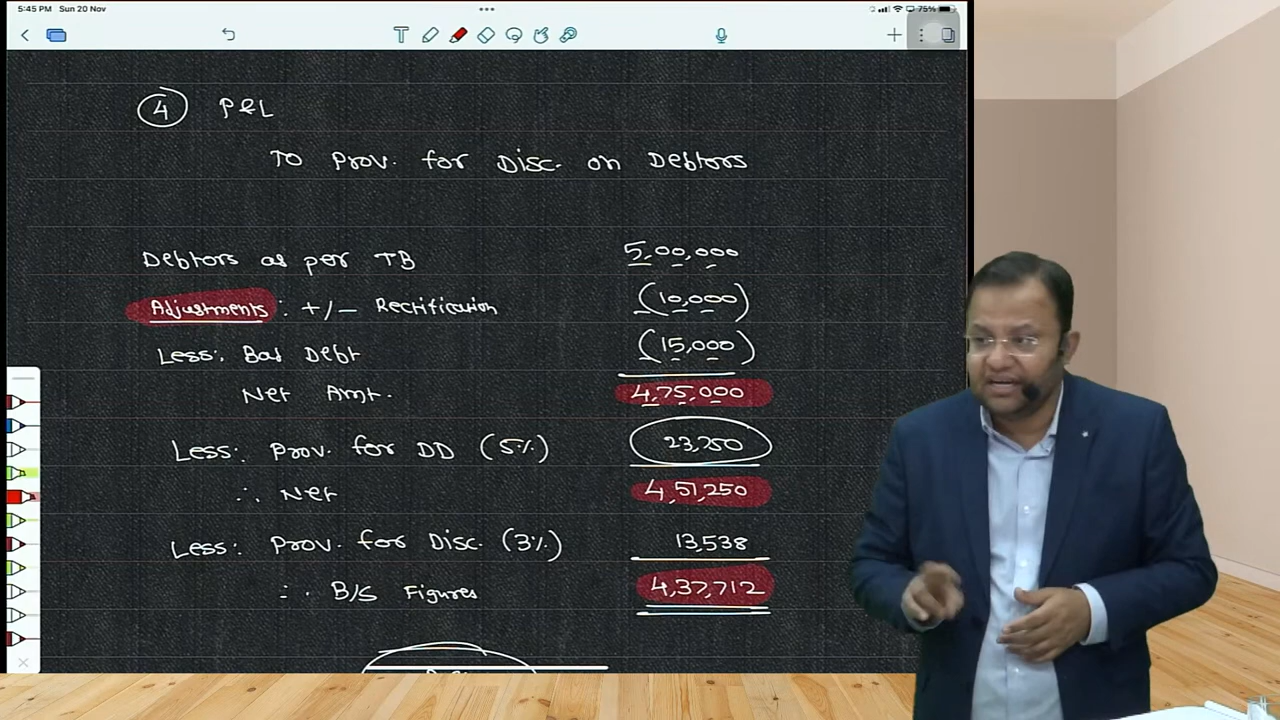 5:45 PM Sun 20 Nov
75%
4 P&L
To Prov. for Disc. on Debtors
Debtors as per TB 5,00,000
Adjustments: +/- Rectification (10,000)
Less: Bad Debt (15,000)
Net Amt. 4,75,000
Less: Prov. for DD (5%) 23,750
∴ Net 4,51,250
Less: Prov. for Disc. (3%) 13,538
∴ B/S Figures 4,37,712